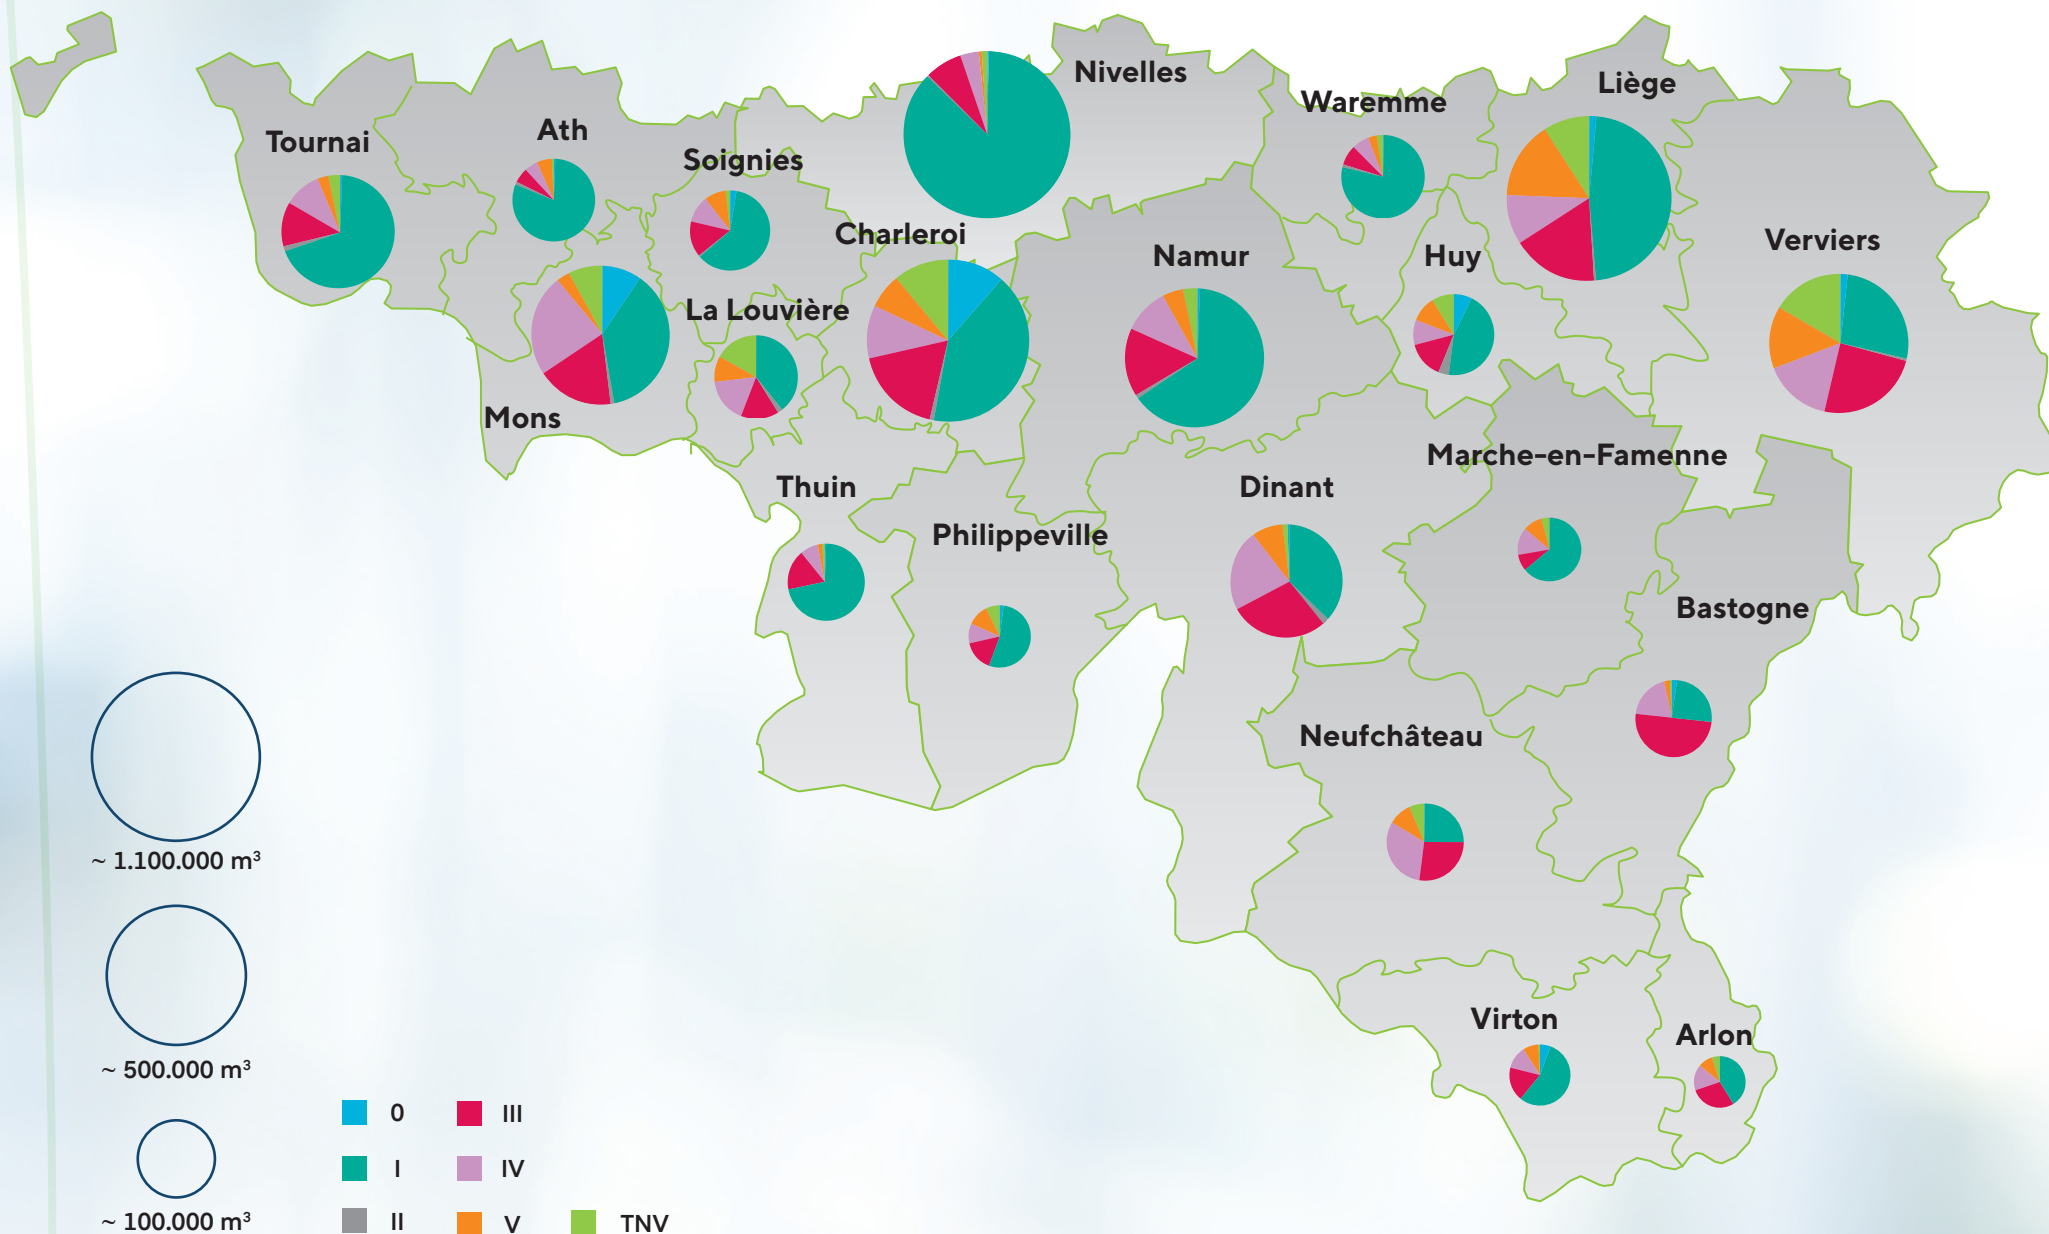 Nivelles
Liège
Waremme
Ath
Tournai
Soignies
Charleroi
Verviers
Namur
Huy
La Louvière
Mons
Marche-en-Famenne
Thuin
Dinant
Philippeville
Bastogne
Neufchâteau
~ 1.100.000 m³
Virton
Arlon
~ 500.000 m³
0
III
I
IV
~ 100.000 m³
II
V
TNV